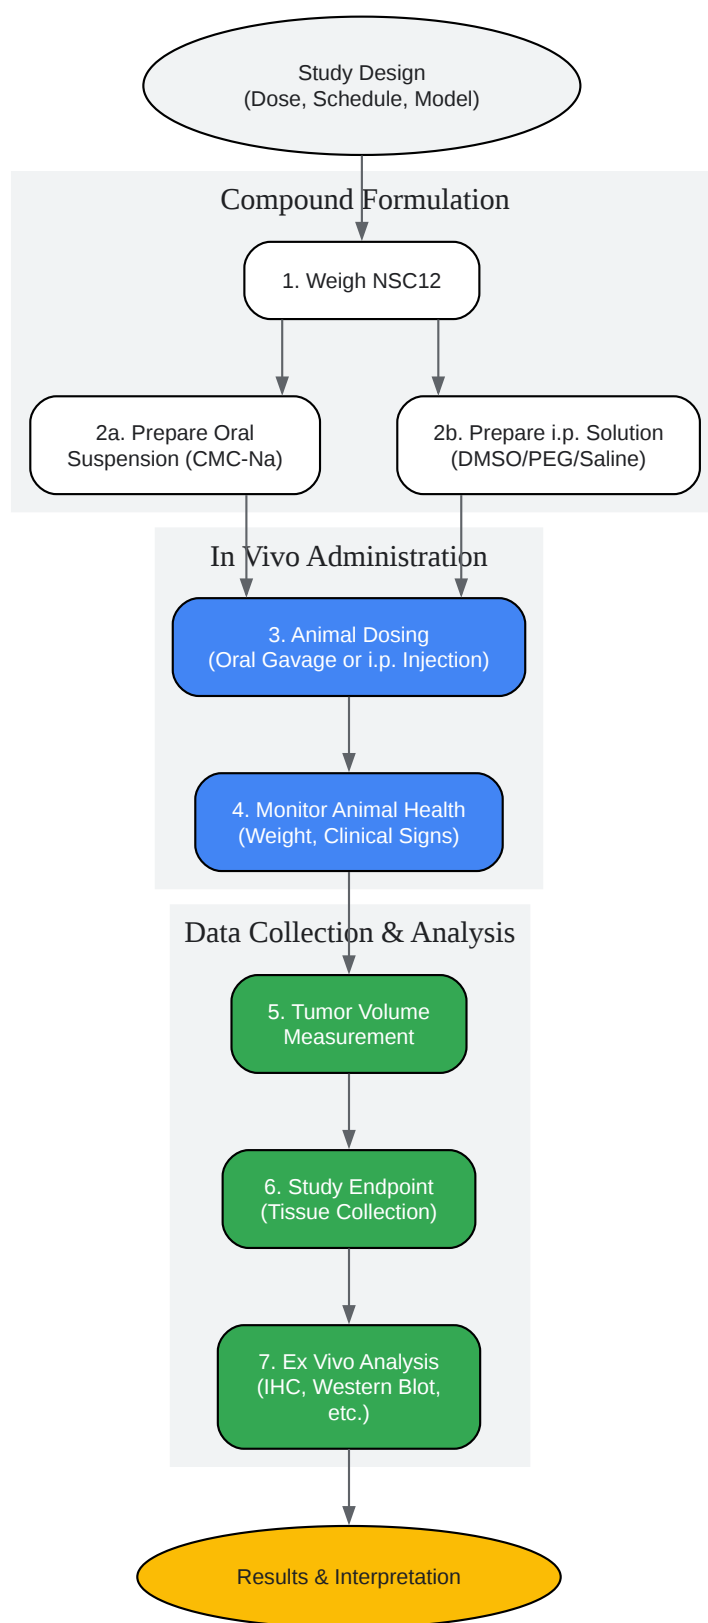 Study Design
(Dose, Schedule, Model)
Compound Formulation
1. Weigh NSC12
2a. Prepare Oral
Suspension (CMC-Na)
2b. Prepare i.p. Solution
(DMSO/PEG/Saline)
In Vivo Administration
3. Animal Dosing
(Oral Gavage or i.p. Injection)
4. Monitor Animal Health
(Weight, Clinical Signs)
Data Collection & Analysis
5. Tumor Volume
Measurement
6. Study Endpoint
(Tissue Collection)
7. Ex Vivo Analysis
(IHC, Western Blot,
etc.)
Results & Interpretation